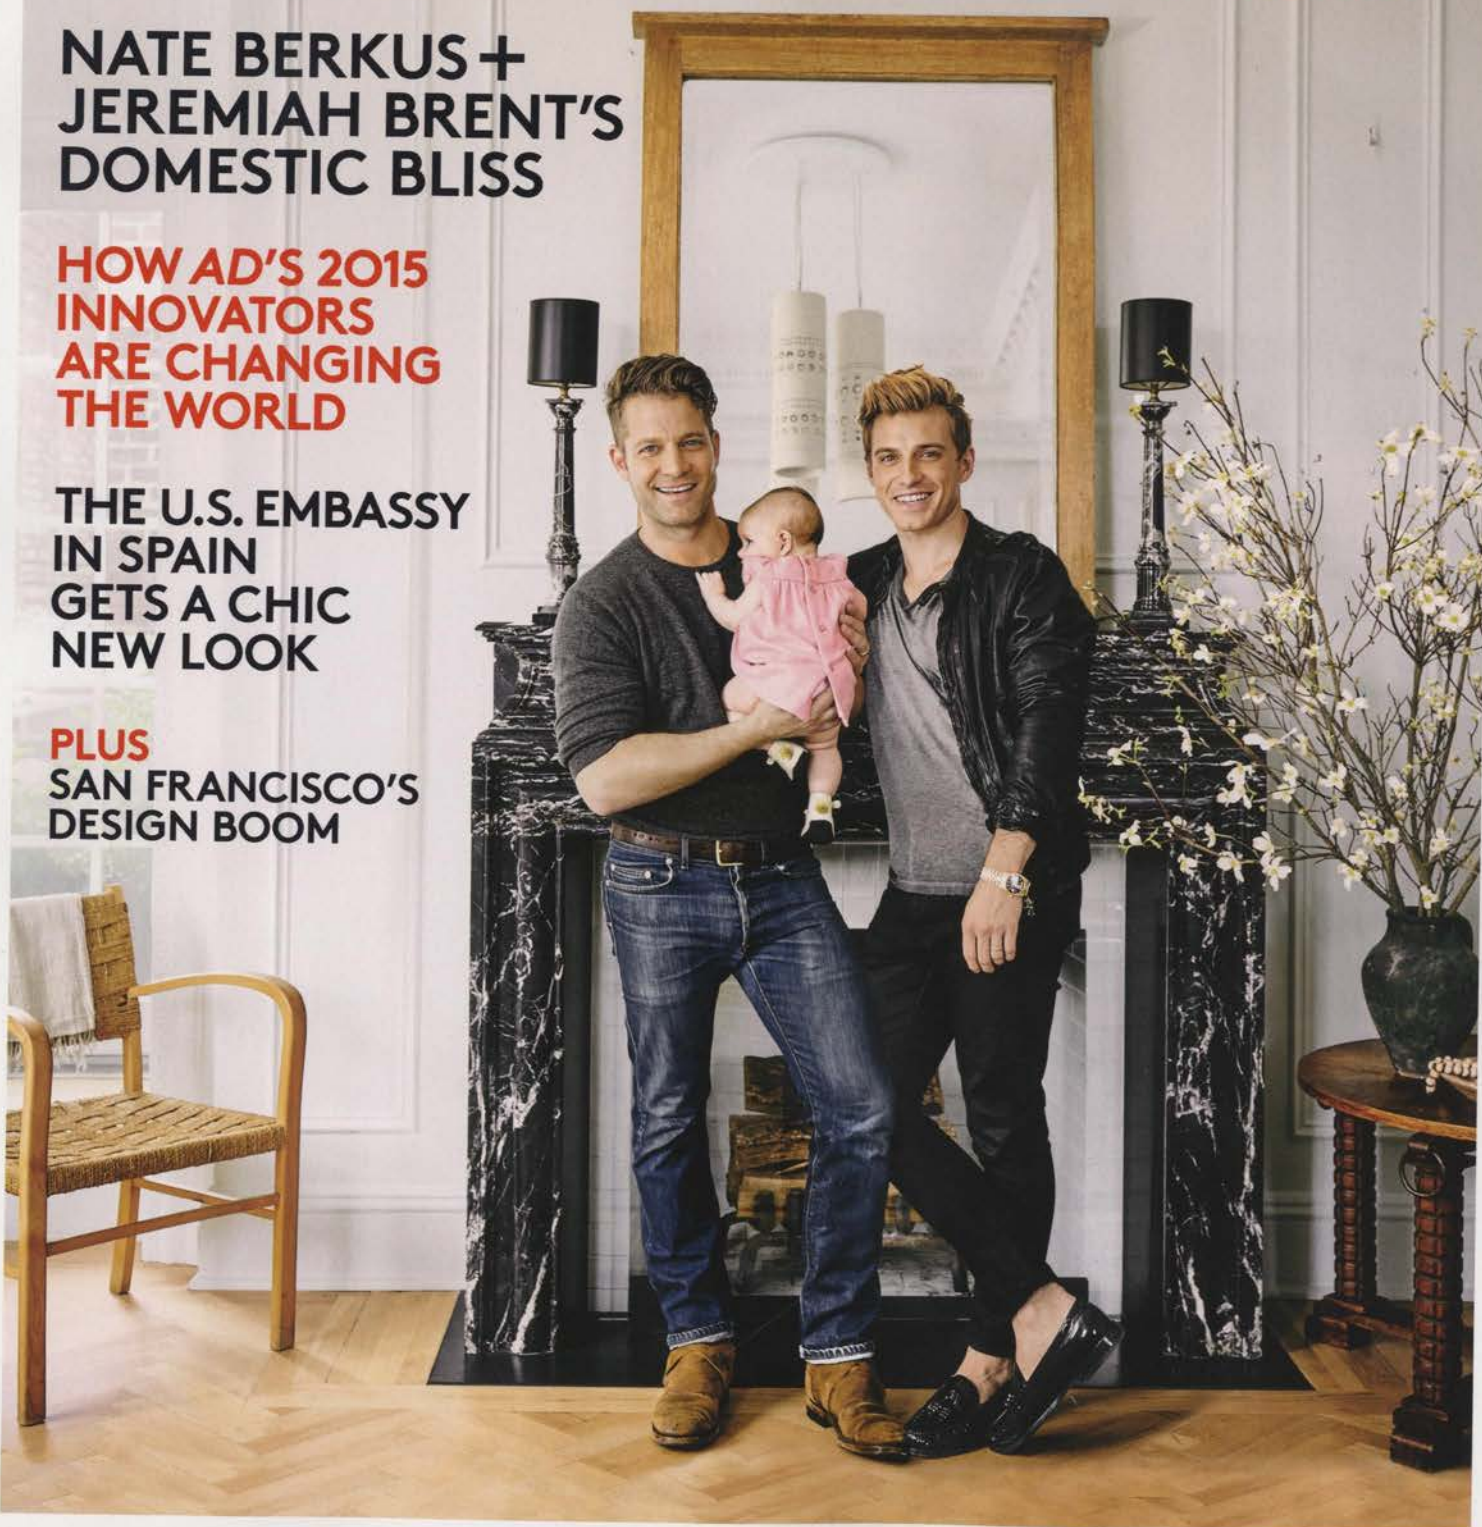 NATE BERKUS +
JEREMIAH BRENT'S
DOMESTIC BLISS
HOW AD'S 2015
INNOVATORS
ARE CHANGING
THE WORLD
THE U.S. EMBASSY
IN SPAIN
GETS A CHIC
NEW LOOK
PLUS
SAN FRANCISCO'S
DESIGN BOOM